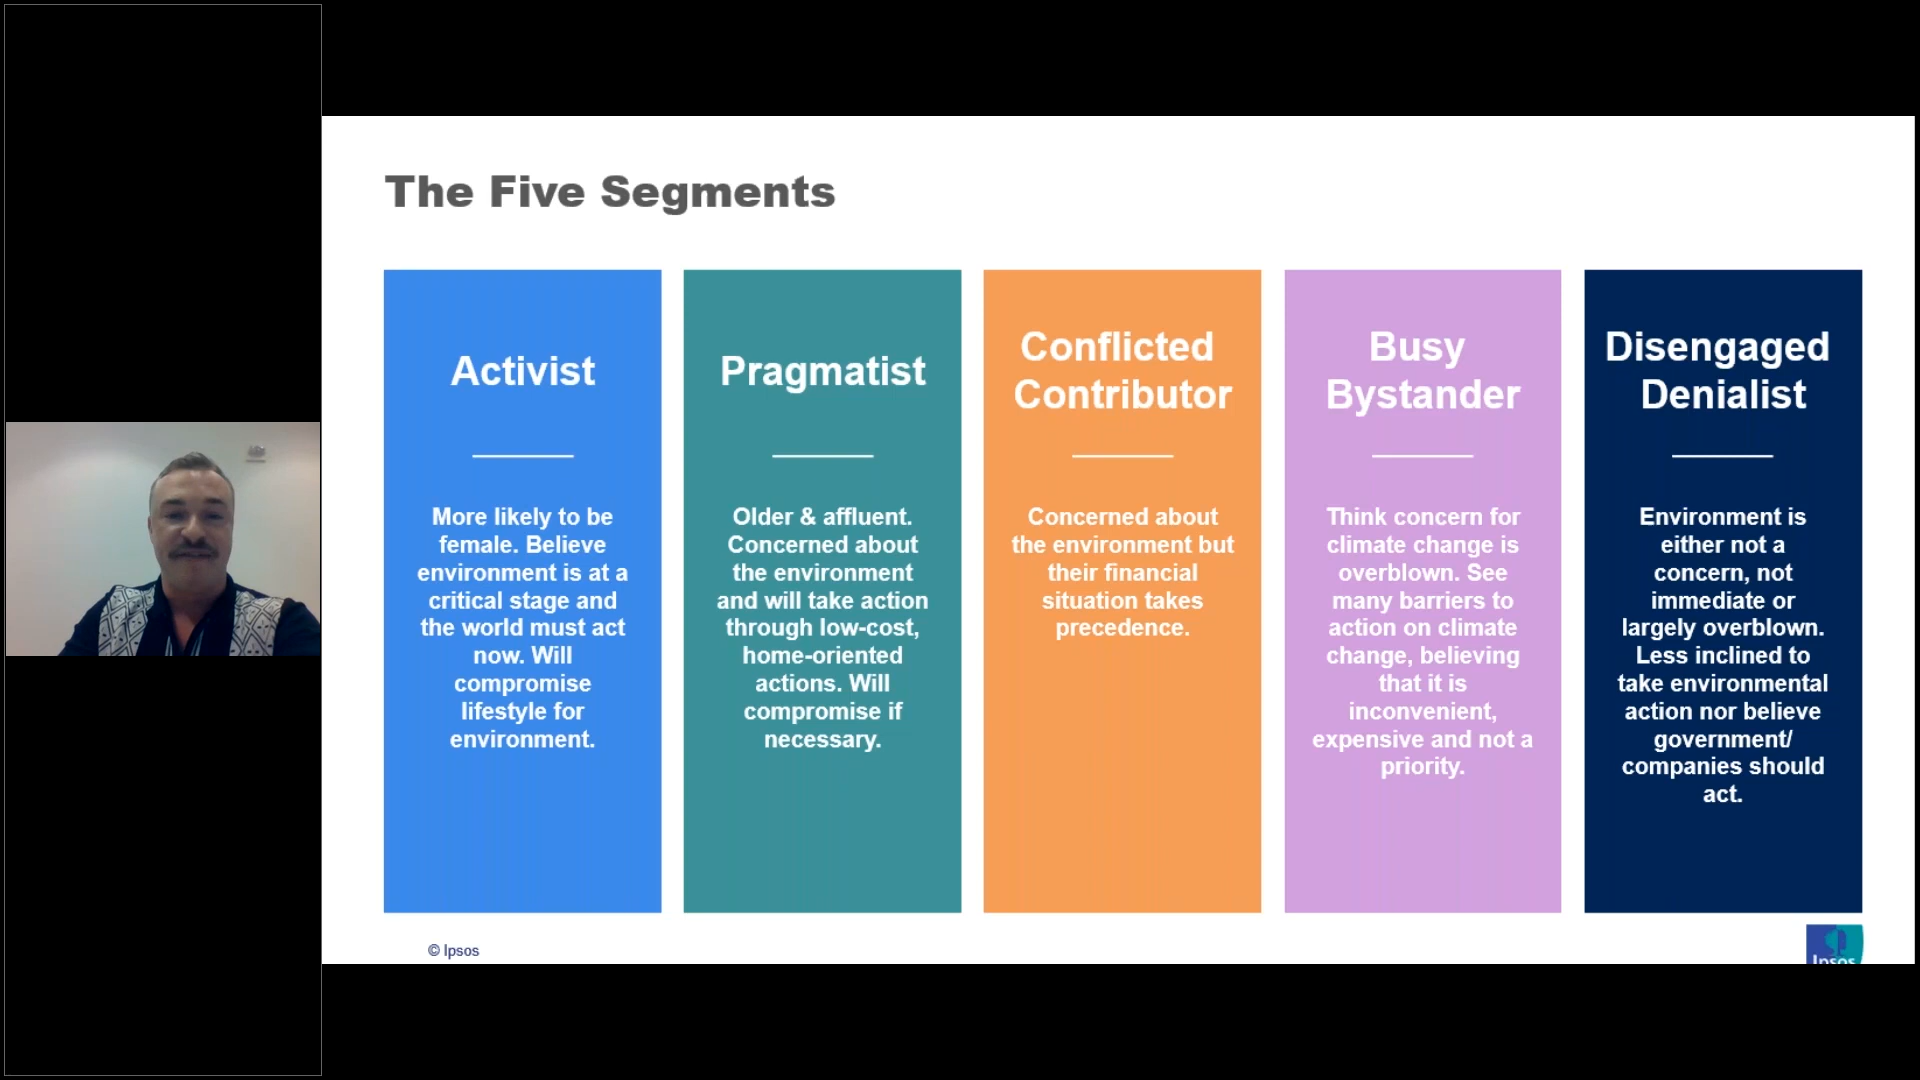 The Five Segments
Activist
More likely to be
female. Believe
environment is at a
critical stage and
the world must act
now. Will
compromise
lifestyle for
environment.
Pragmatist
Older & affluent.
Concerned about
the environment
and will take action
through low-cost,
home-oriented
actions. Will
compromise if
necessary.
Conflicted
Contributor
Concerned about
the environment but
their financial
situation takes
precedence.
Busy
Bystander
Think concern for
climate change is
overblown. See
many barriers to
action on climate
change, believing
that it is
inconvenient,
expensive and not a
priority.
Disengaged
Denialist
Environment is
either not a
concern, not
immediate or
largely overblown.
Less inclined to
take environmental
action nor believe
government/
companies should
act.
© Ipsos
Ipsos